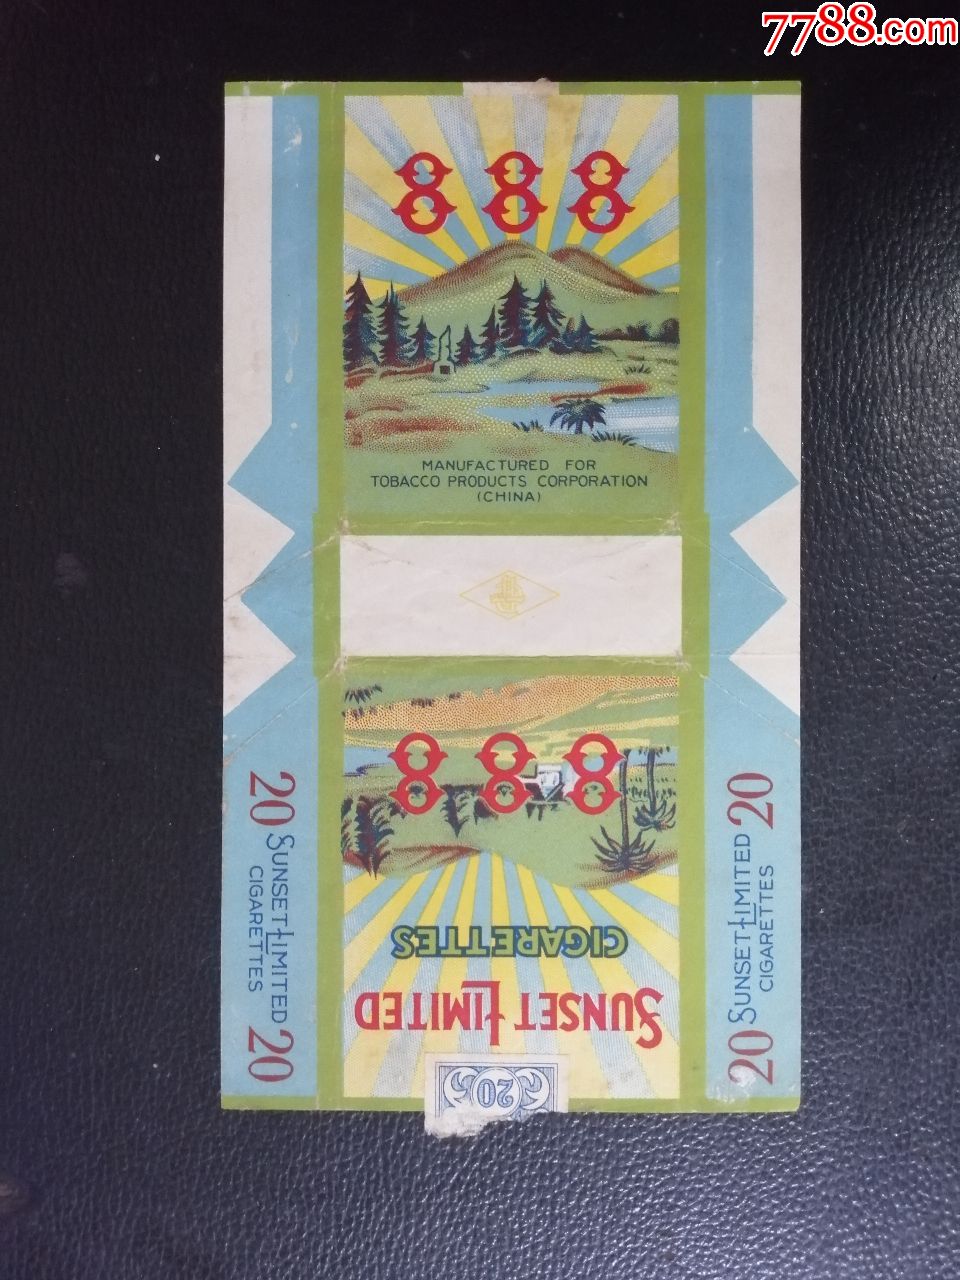 7788.com
888
MANUFACTURED FOR
TOBACCO PRODUCTS CORPORATION
(CHINA)
888
CIGARETTES
SUNSET LIMITED
20
20 SUNSET LIMITED 20
CIGARETTES
20 SUNSET LIMITED 20
CIGARETTES